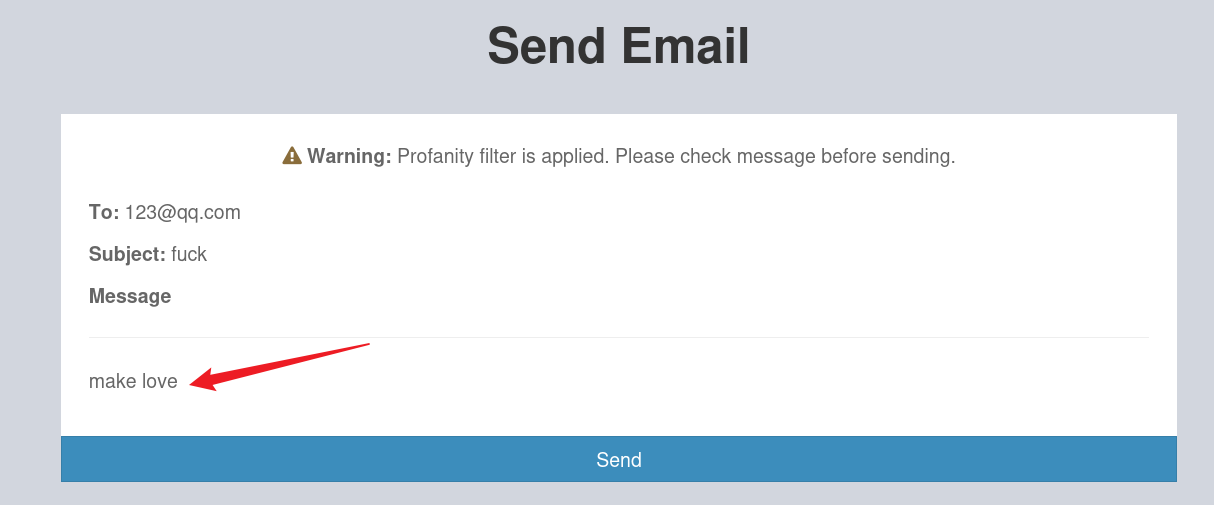 Send Email
Warning: Profanity filter is applied. Please check message before sending.
To: 123@qq.com
Subject: fuck
Message
make love
Send